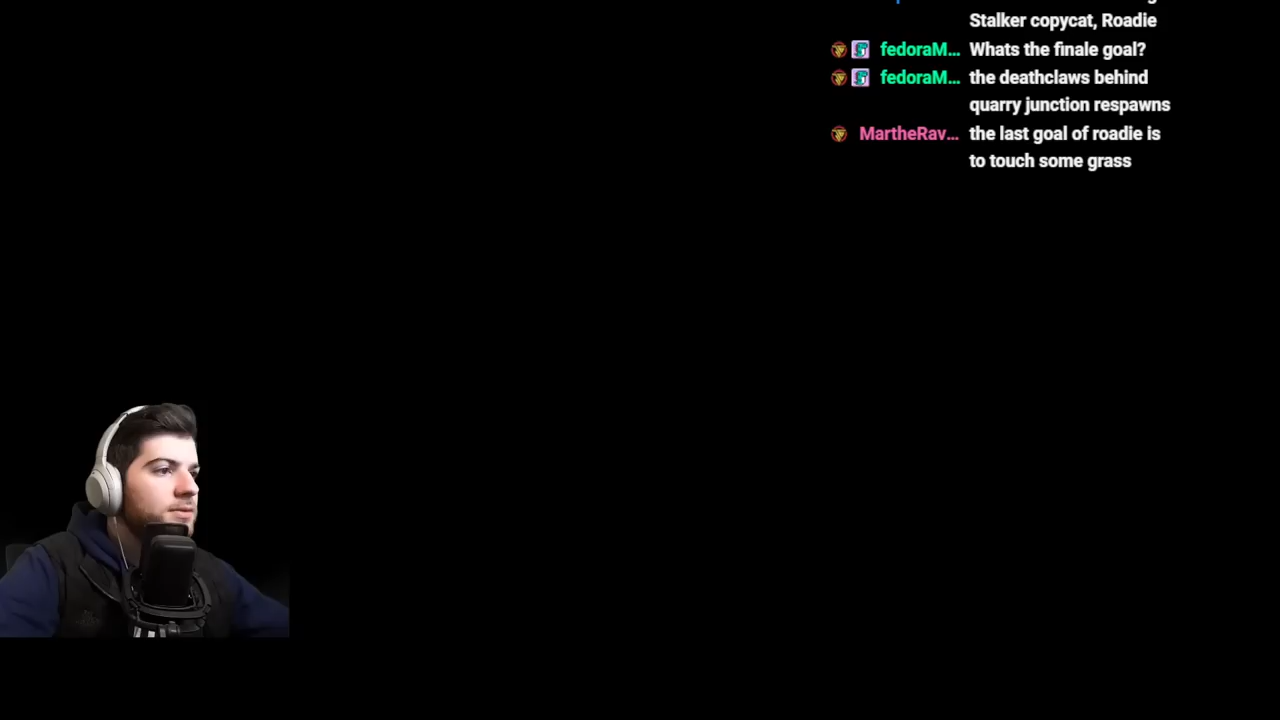 Stalker copycat, Roadie
fedoraM... Whats the finale goal?
fedoraM... the deathclaws behind
quarry junction respawns
MartheRav... the last goal of roadie is
to touch some grass